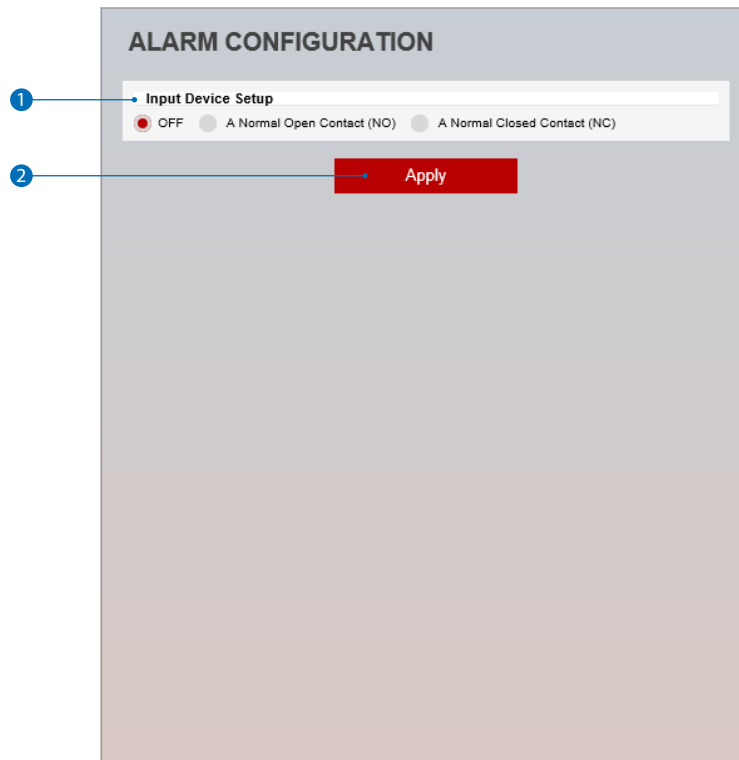 ALARM CONFIGURATION
1 Input Device Setup
OFF A Normal Open Contact (NO) A Normal Closed Contact (NC)
2 Apply